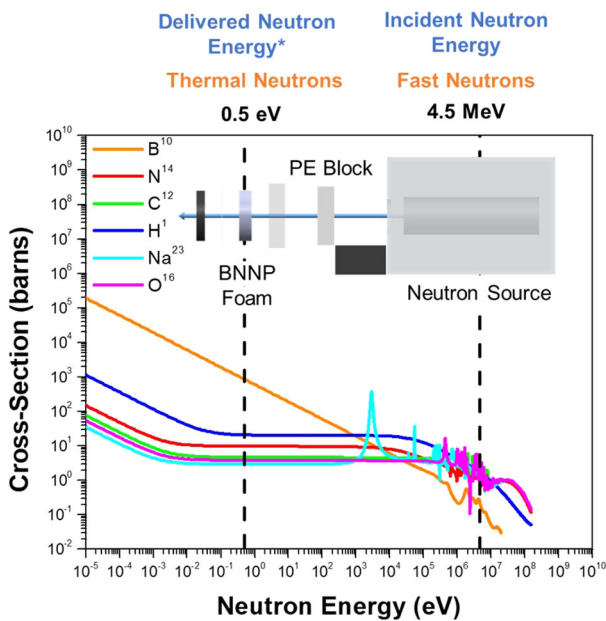 Delivered Neutron Energy*
Incident Neutron Energy
Thermal Neutrons
Fast Neutrons
0.5 eV
4.5 MeV
Cross-Section (barns)
10^10
10^9
10^8
10^7
10^6
10^5
10^4
10^3
10^2
10^1
10^0
10^-1
10^-2
B^10
N^14
C^12
H^1
Na^23
O^16
PE Block
BNNP
Foam
Neutron Source
10^-5
10^-4
10^-3
10^-2
10^-1
10^0
10^1
10^2
10^3
10^4
10^5
10^6
10^7
10^8
10^9
10^10
Neutron Energy (eV)